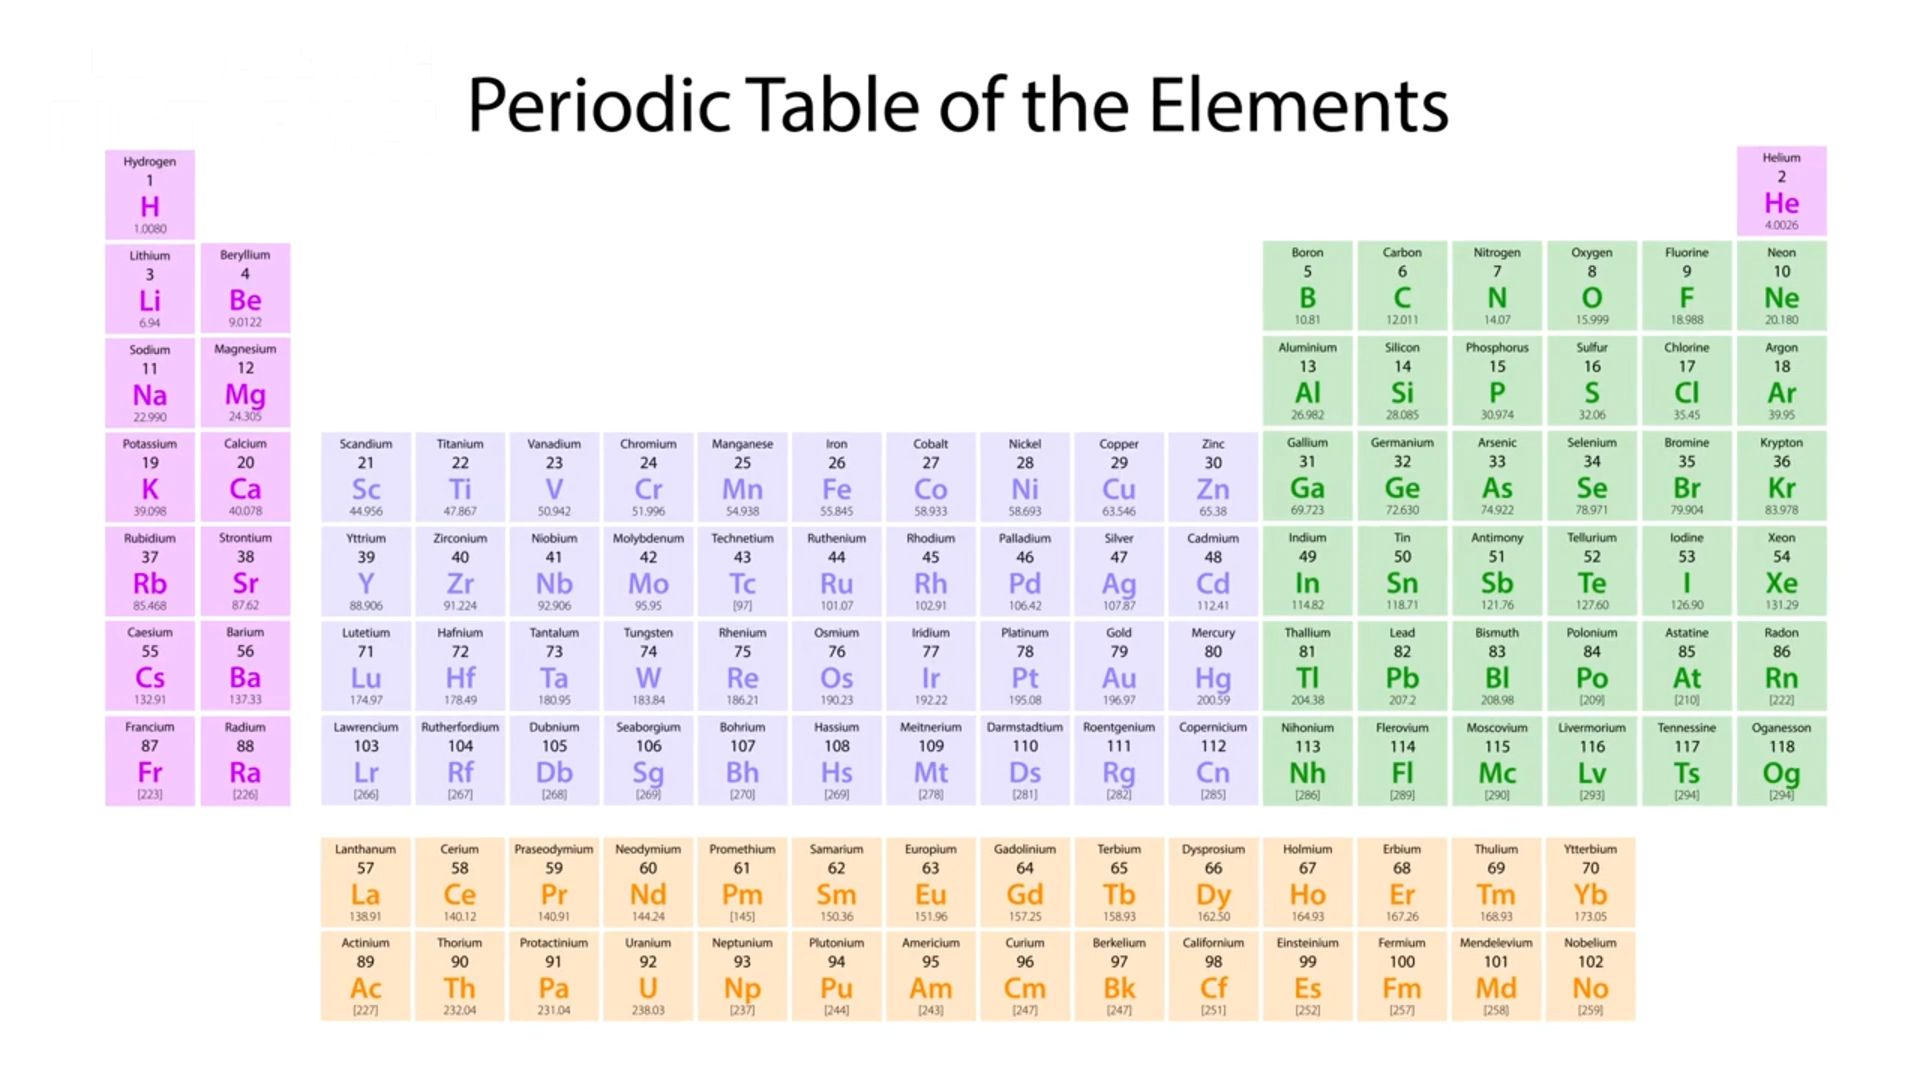 Periodic Table of the Elements
Hydrogen Helium
1 2
H He
1.0080 4.0026
Lithium Beryllium Boron Carbon Nitrogen Oxygen Fluorine Neon
3 4 5 6 7 8 9 10
Li Be B C N O F Ne
6.94 9.0122 10.81 12.011 14.07 15.999 18.988 20.180
Sodium Magnesium Aluminium Silicon Phosphorus Sulfur Chlorine Argon
11 12 13 14 15 16 17 18
Na Mg Al Si P S Cl Ar
22.990 24.305 26.982 28.085 30.974 32.06 35.45 39.95
Potassium Calcium Scandium Titanium Vanadium Chromium Manganese Iron Cobalt Nickel Copper Zinc Gallium Germanium Arsenic Selenium Bromine Krypton
19 20 21 22 23 24 25 26 27 28 29 30 31 32 33 34 35 36
K Ca Sc Ti V Cr Mn Fe Co Ni Cu Zn Ga Ge As Se Br Kr
39.098 40.078 44.956 47.867 50.942 51.996 54.938 55.845 58.933 58.693 63.546 65.38 69.723 72.630 74.922 78.971 79.904 83.978
Rubidium Strontium Yttrium Zirconium Niobium Molybdenum Technetium Ruthenium Rhodium Palladium Silver Cadmium Indium Tin Antimony Tellurium Iodine Xeon
37 38 39 40 41 42 43 44 45 46 47 48 49 50 51 52 53 54
Rb Sr Y Zr Nb Mo Tc Ru Rh Pd Ag Cd In Sn Sb Te I Xe
85.468 87.62 88.906 91.224 92.906 95.95 [97] 101.07 102.91 106.42 107.87 112.41 114.82 118.71 121.76 127.60 126.90 131.29
Caesium Barium Lutetium Hafnium Tantalum Tungsten Rhenium Osmium Iridium Platinum Gold Mercury Thallium Lead Bismuth Polonium Astatine Radon
55 56 71 72 73 74 75 76 77 78 79 80 81 82 83 84 85 86
Cs Ba Lu Hf Ta W Re Os Ir Pt Au Hg Tl Pb Bl Po At Rn
132.91 137.33 174.97 178.49 180.95 183.84 186.21 190.23 192.22 195.08 196.97 200.59 204.38 207.2 208.98 [209] [210] [222]
Francium Radium Lawrencium Rutherfordium Dubnium Seaborgium Bohrium Hassium Meitnerium Darmstadtium Roentgenium Copernicium Nihonium Flerovium Moscovium Livermorium Tennessine Oganesson
87 88 103 104 105 106 107 108 109 110 111 112 113 114 115 116 117 118
Fr Ra Lr Rf Db Sg Bh Hs Mt Ds Rg Cn Nh Fl Mc Lv Ts Og
[223] [226] [266] [267] [268] [269] [270] [269] [278] [281] [282] [285] [286] [289] [290] [293] [294] [294]
Lanthanum Cerium Praseodymium Neodymium Promethium Samarium Europium Gadolinium Terbium Dysprosium Holmium Erbium Thulium Ytterbium
57 58 59 60 61 62 63 64 65 66 67 68 69 70
La Ce Pr Nd Pm Sm Eu Gd Tb Dy Ho Er Tm Yb
138.91 140.12 140.91 144.24 [145] 150.36 151.96 157.25 158.93 162.50 164.93 167.26 168.93 173.05
Actinium Thorium Protactinium Uranium Neptunium Plutonium Americium Curium Berkelium Californium Einsteinium Fermium Mendelevium Nobelium
89 90 91 92 93 94 95 96 97 98 99 100 101 102
Ac Th Pa U Np Pu Am Cm Bk Cf Es Fm Md No
[227] 232.04 231.04 238.03 [237] [244] [243] [247] [247] [251] [252] [257] [258] [259]